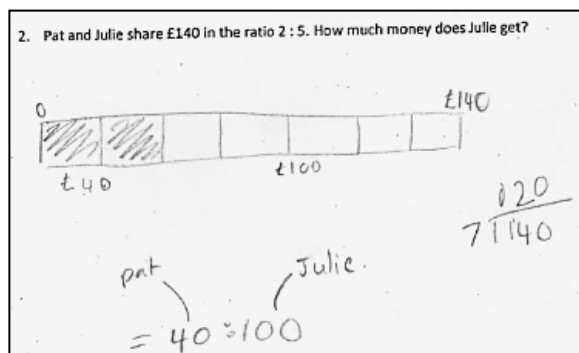 2. Pat and Julie share £140 in the ratio 2 : 5. How much money does Julie get?
0 £140
£40 £100
020
7 140
pat Julie.
= 40 : 100